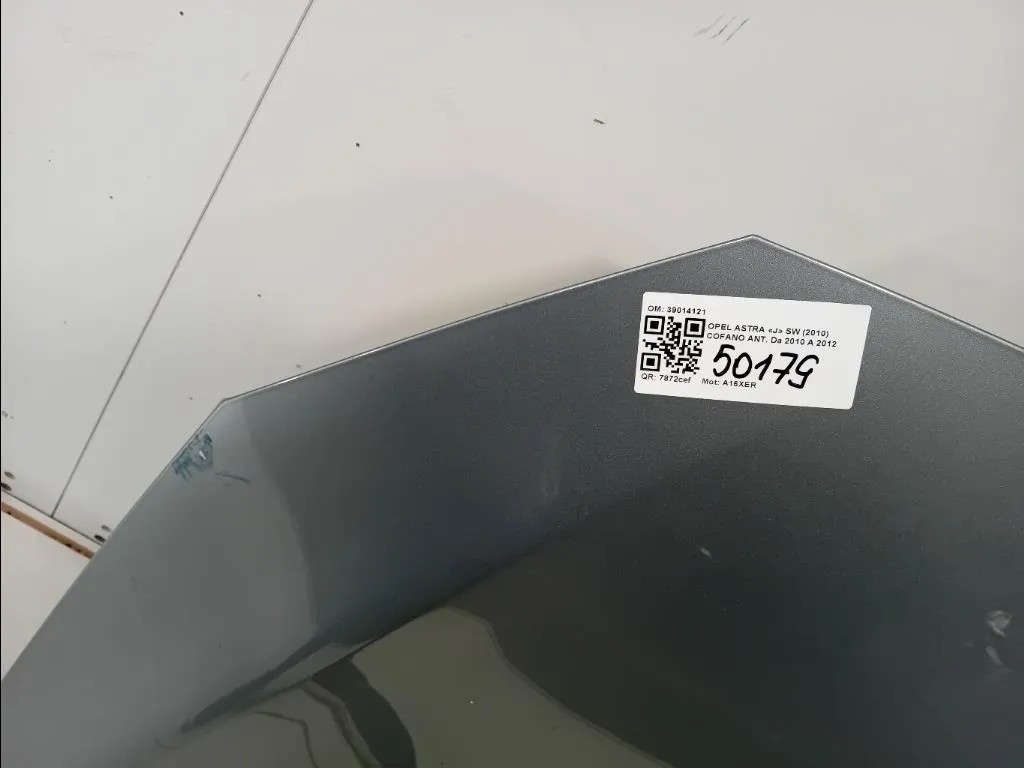 OM: 39014121
OPEL ASTRA «J» SW (2010)
COFANO ANT. Da 2010 A 2012
50179
QR: 7872cef Mot: A16XER